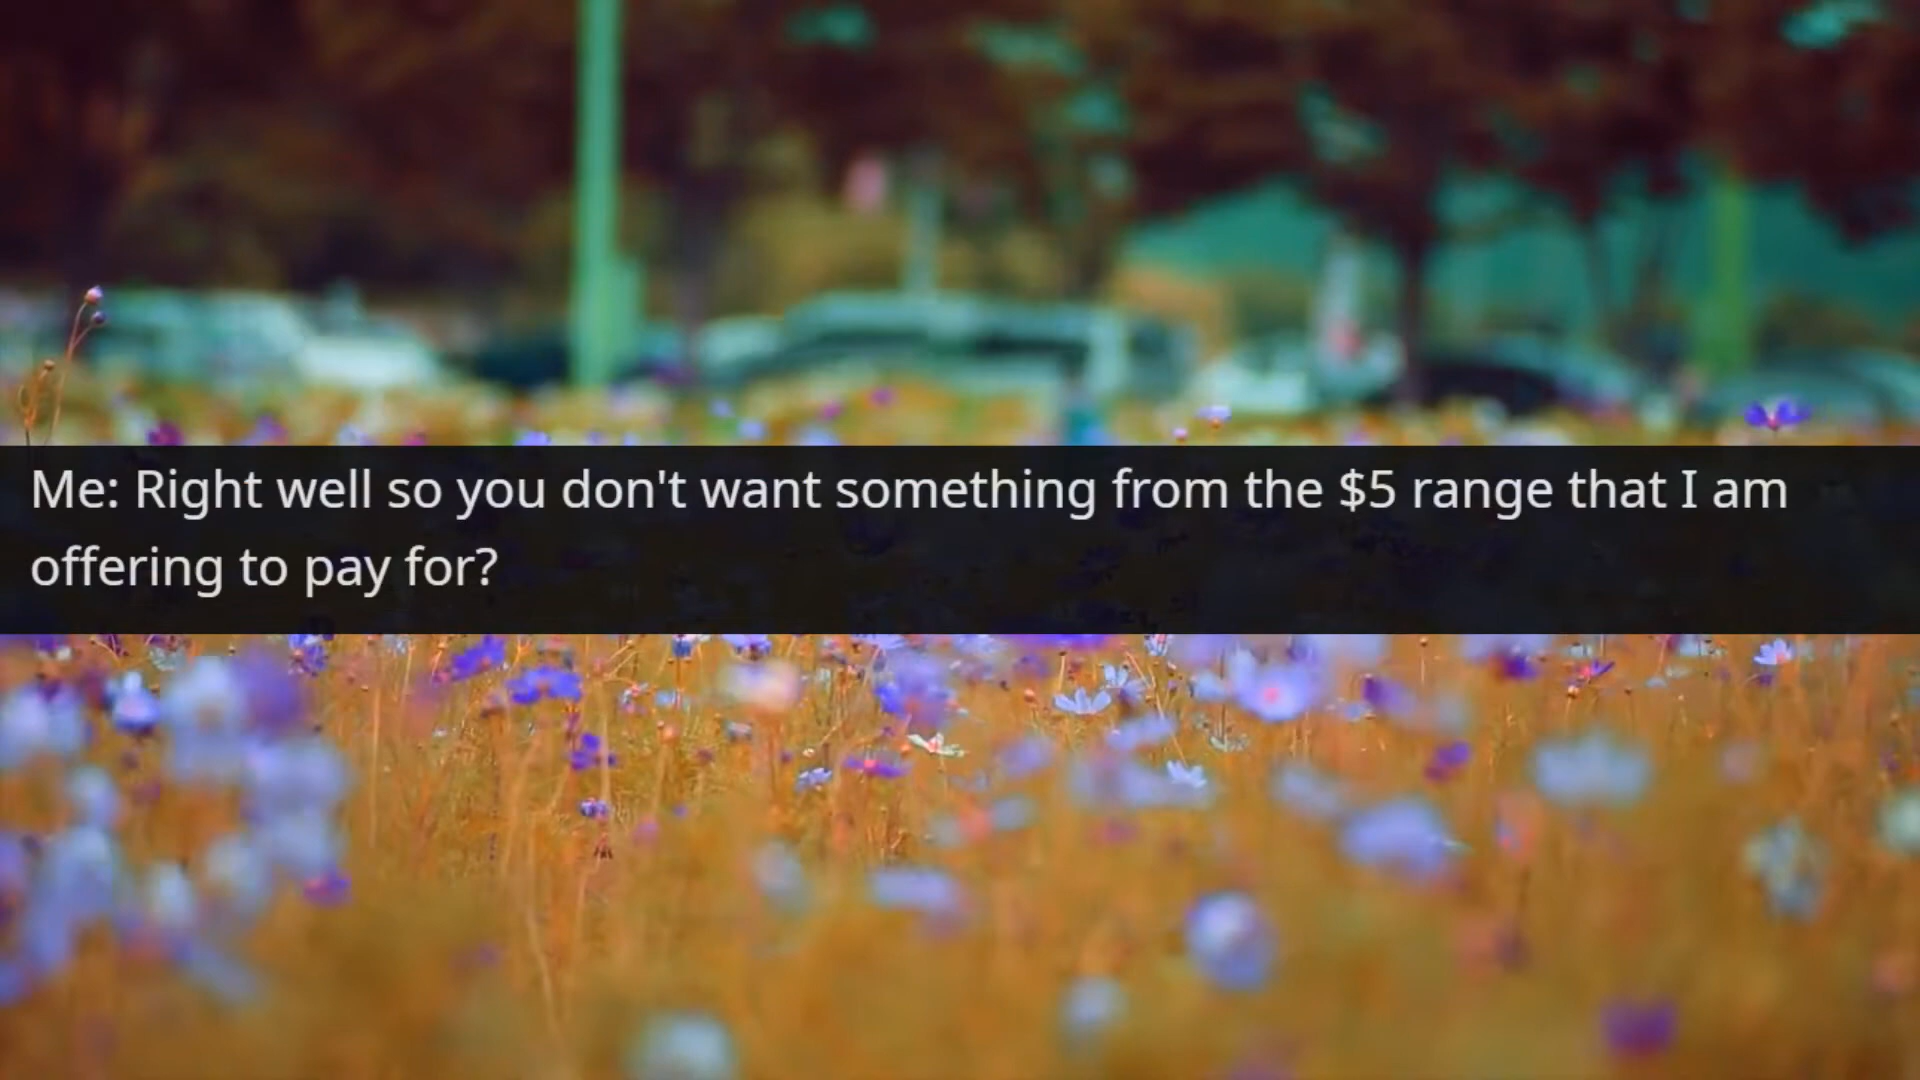 Me: Right well so you don't want something from the $5 range that I am
offering to pay for?